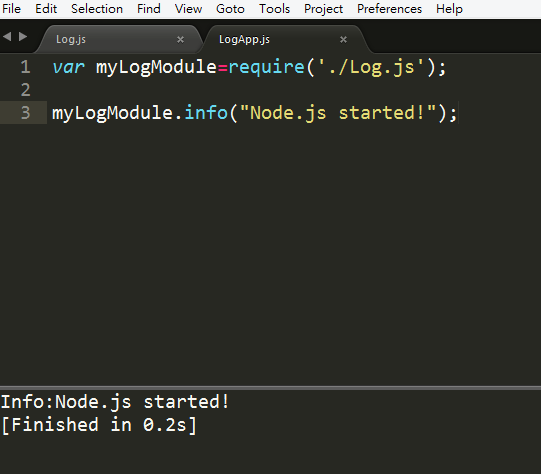 File Edit Selection Find View Goto Tools Project Preferences Help
Log.js × LogApp.js ×
1 var myLogModule=require('./Log.js');
2
3 myLogModule.info("Node.js started!");
Info:Node.js started!
[Finished in 0.2s]